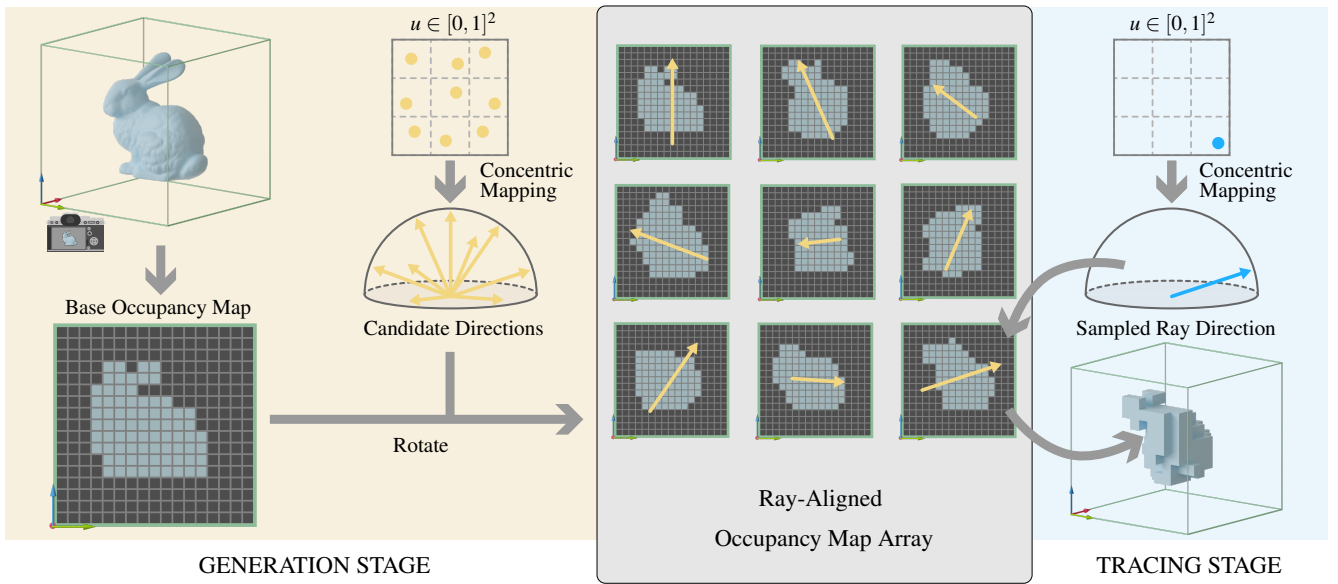 u ∈ [0, 1]²
Concentric
Mapping
Base Occupancy Map
Candidate Directions
Rotate
GENERATION STAGE
Ray-Aligned
Occupancy Map Array
u ∈ [0, 1]²
Concentric
Mapping
Sampled Ray Direction
TRACING STAGE